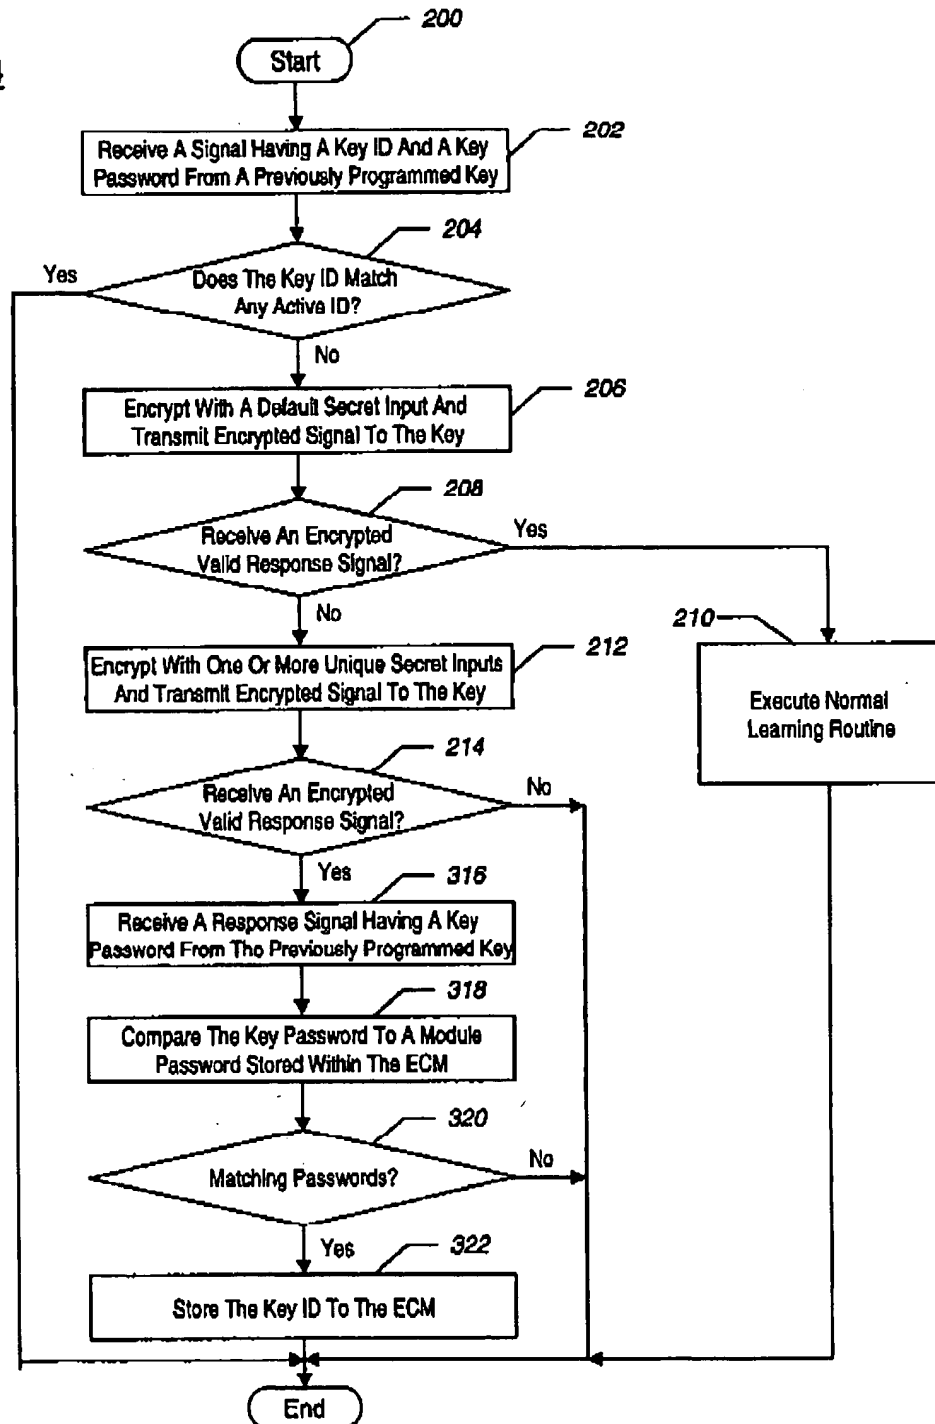 200
Start
202
Receive A Signal Having A Key ID And A Key
Password From A Previously Programmed Key
204
Yes
Does The Key ID Match
Any Active ID?
No
206
Encrypt With A Default Secret Input And
Transmit Encrypted Signal To The Key
208
Receive An Encrypted
Valid Response Signal?
Yes
No
210
212
Encrypt With One Or More Unique Secret Inputs
And Transmit Encrypted Signal To The Key
Execute Normal
Learning Routine
214
Receive An Encrypted
Valid Response Signal?
No
Yes
316
Receive A Response Signal Having A Key
Password From Tho Previously Programmed Key
318
Compare The Key Password To A Module
Password Stored Within The ECM
320
Matching Passwords?
No
Yes
322
Store The Key ID To The ECM
End